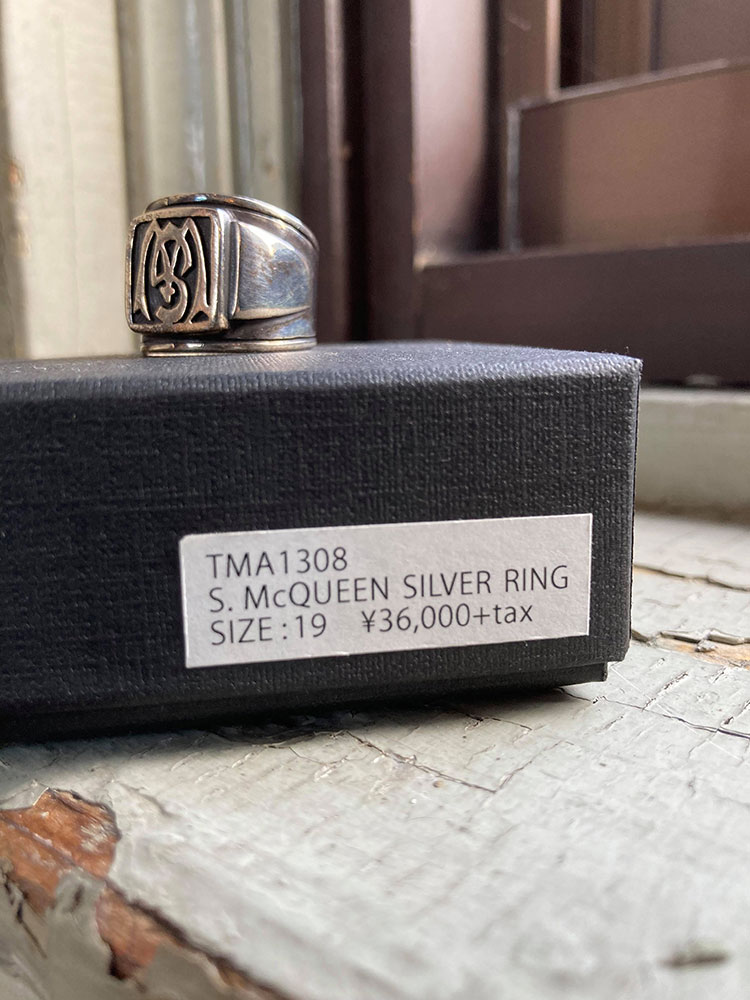 TMA1308
S. McQUEEN SILVER RING
SIZE : 19 ¥36,000+tax